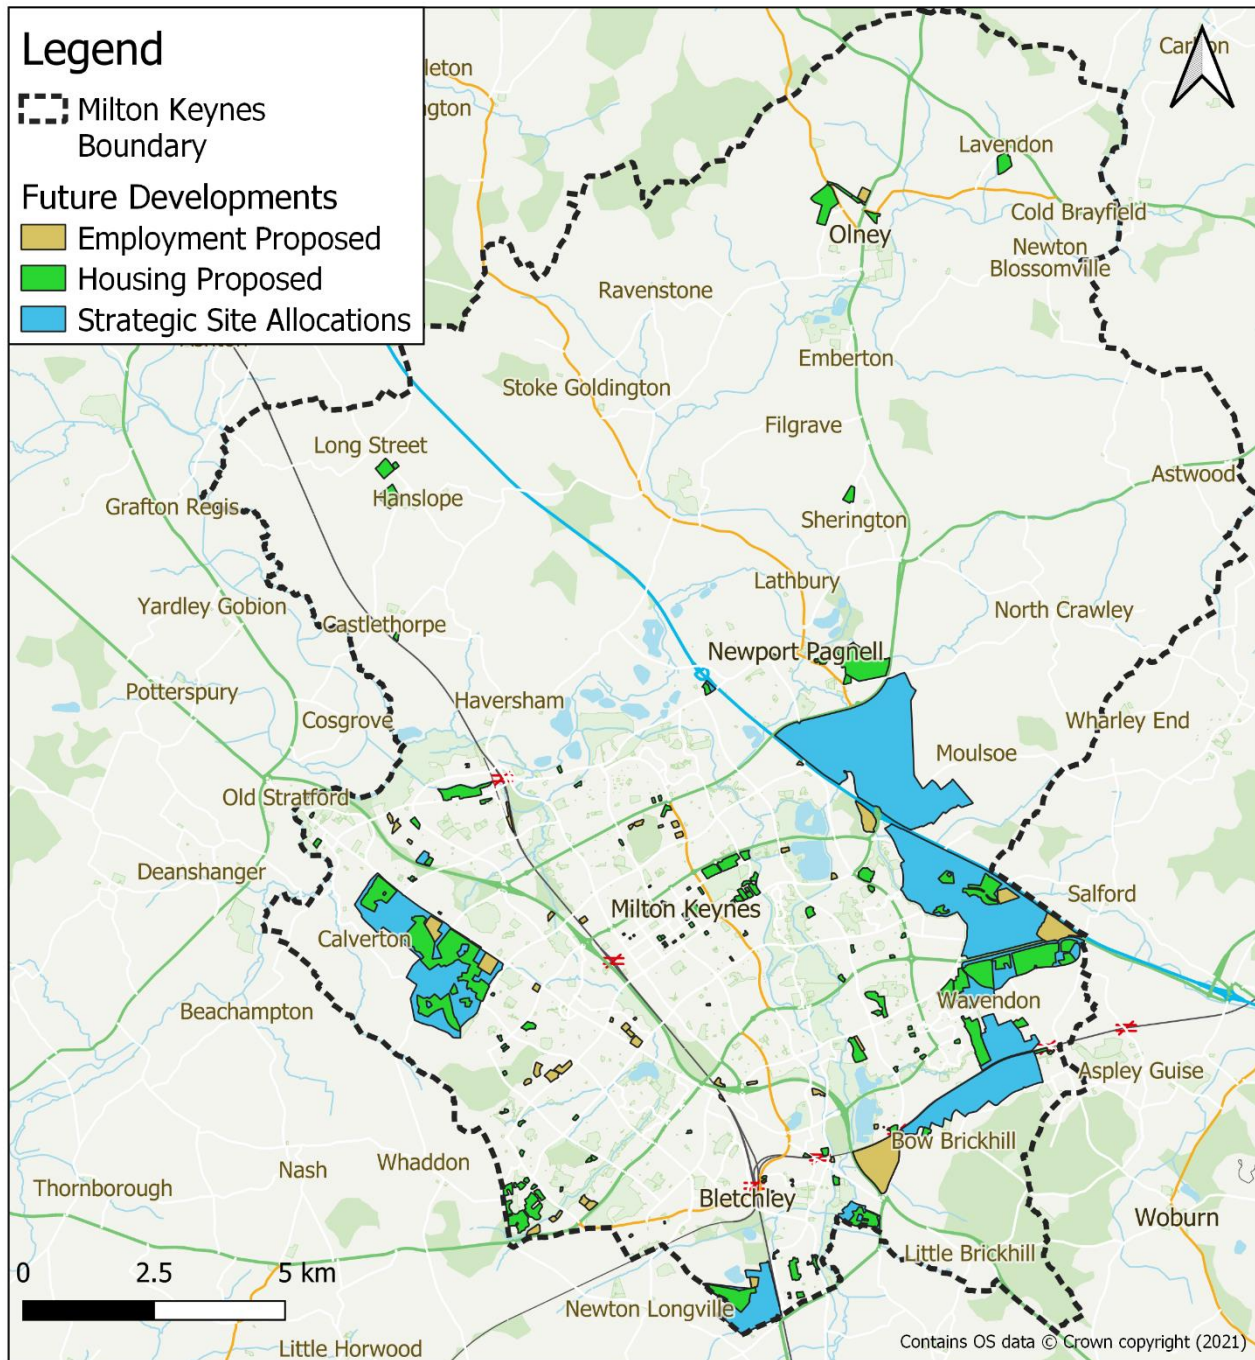 Legend
Milton Keynes
Boundary
Future Developments
Employment Proposed
Housing Proposed
Strategic Site Allocations
Lavendon
Cold Brayfield
Olney
Newton
Blossomville
Ravenstone
Emberton
Stoke Goldington
Filgrave
Long Street
Astwood
Hanslope
Grafton Regis
Sherington
Lathbury
Yardley Gobion
North Crawley
Castlethorpe
Newport Pagnell
Potterspury
Haversham
Cosgrove
Wharley End
Moulsoe
Old Stratford
Deanshanger
Salford
Milton Keynes
Calverton
Wavendon
Beachampton
Aspley Guise
Bow Brickhill
Nash
Whaddon
Thornborough
Bletchley
Woburn
Little Brickhill
0 2.5 5 km
Newton Longville
Little Horwood
Contains OS data © Crown copyright (2021)